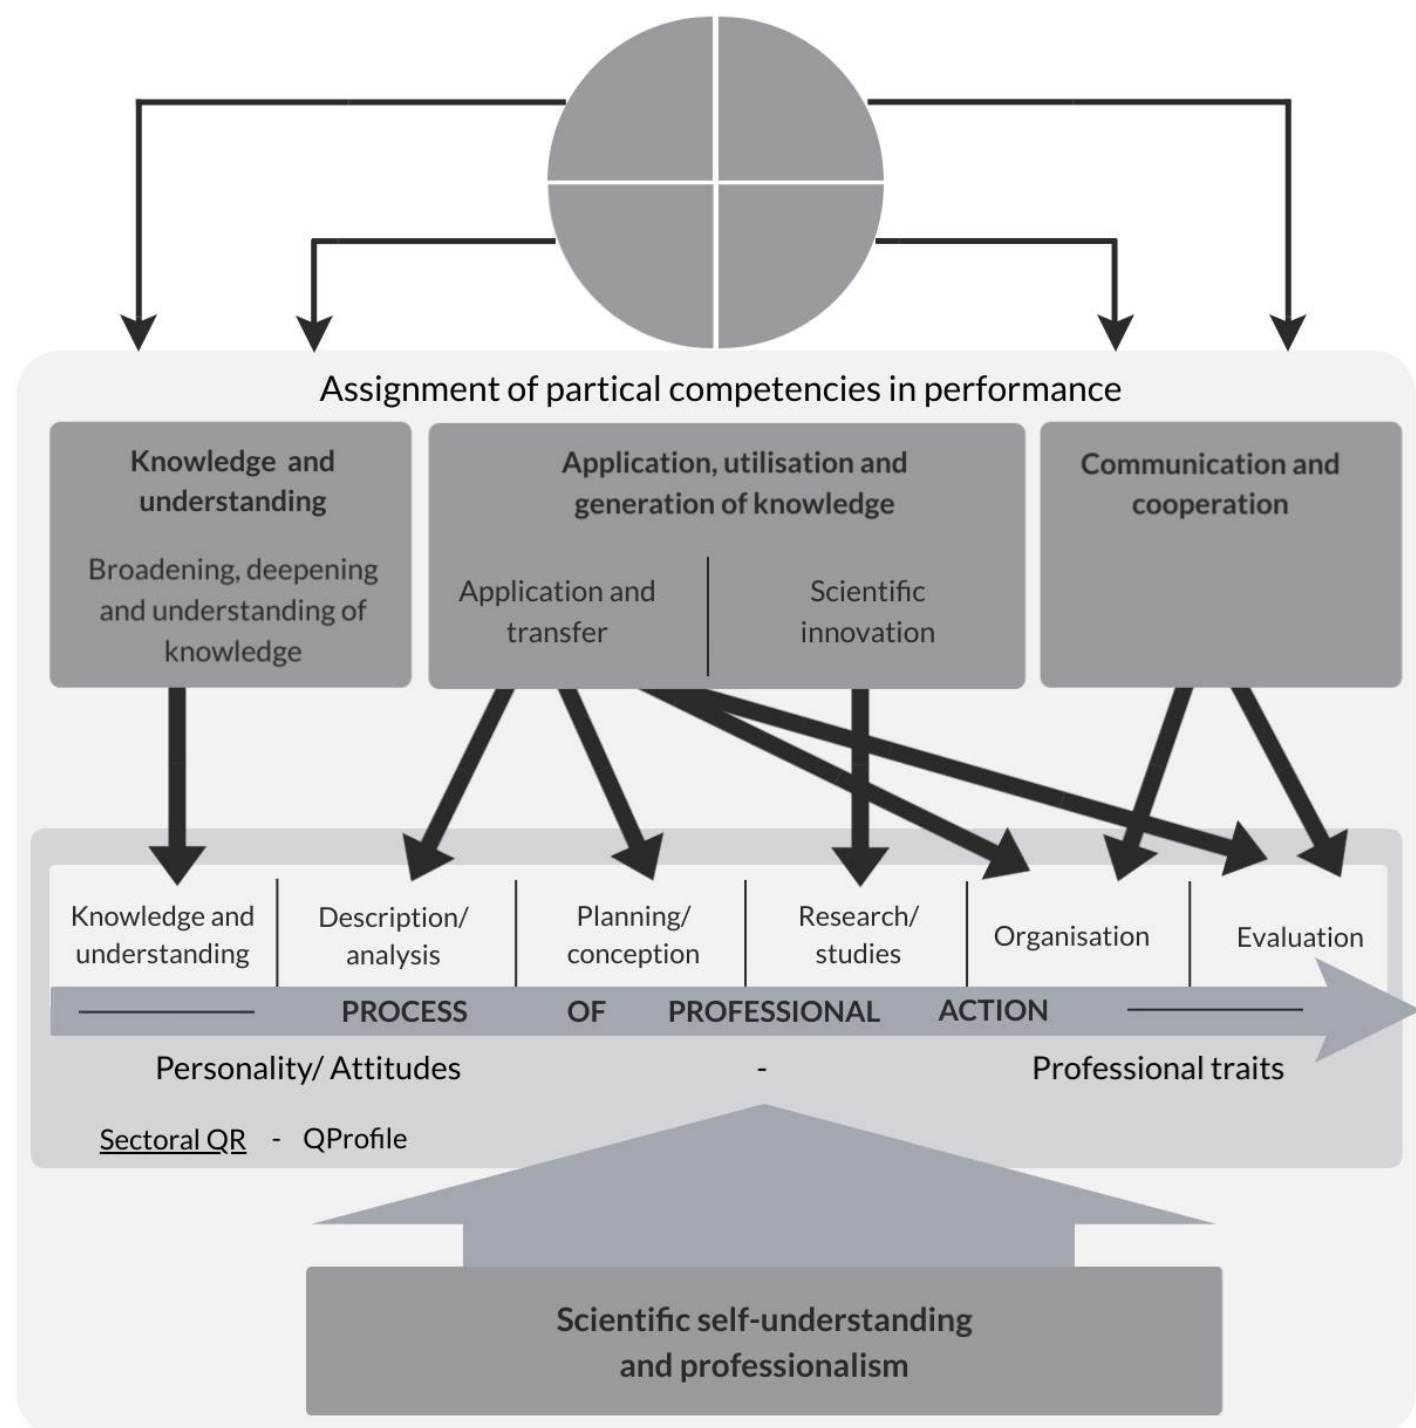 Assignment of partical competencies in performance
Knowledge and
understanding
Broadening, deepening
and understanding of
knowledge
Application, utilisation and
generation of knowledge
Application and
transfer
Scientific
innovation
Communication and
cooperation
Knowledge and
understanding
Description/
analysis
Planning/
conception
Research/
studies
Organisation
Evaluation
PROCESS OF PROFESSIONAL ACTION
Personality/ Attitudes - Professional traits
Sectoral QR - QProfile
Scientific self-understanding
and professionalism